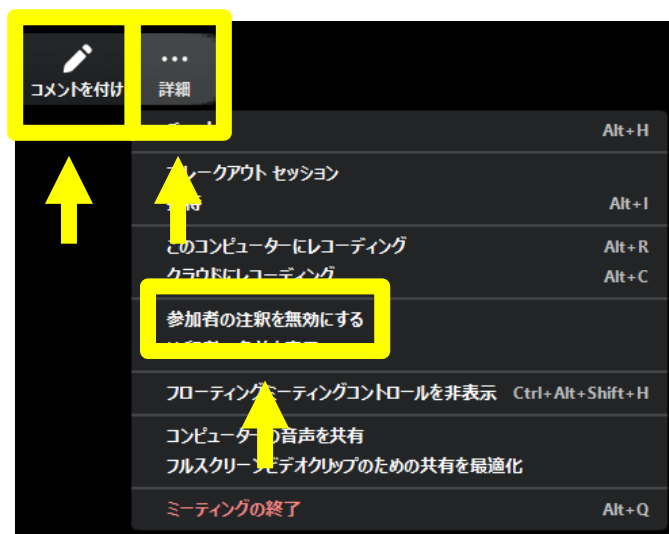 コメントを付け
詳細
Alt+H
ブレークアウト セッション
Alt+I
このコンピューターにレコーディング Alt+R
クラウドにレコーディング Alt+C
参加者の注釈を無効にする
フローティングミーティングコントロールを非表示 Ctrl+Alt+Shift+H
コンピューターの音声を共有
フルスクリーンビデオクリップのための共有を最適化
ミーティングの終了 Alt+Q